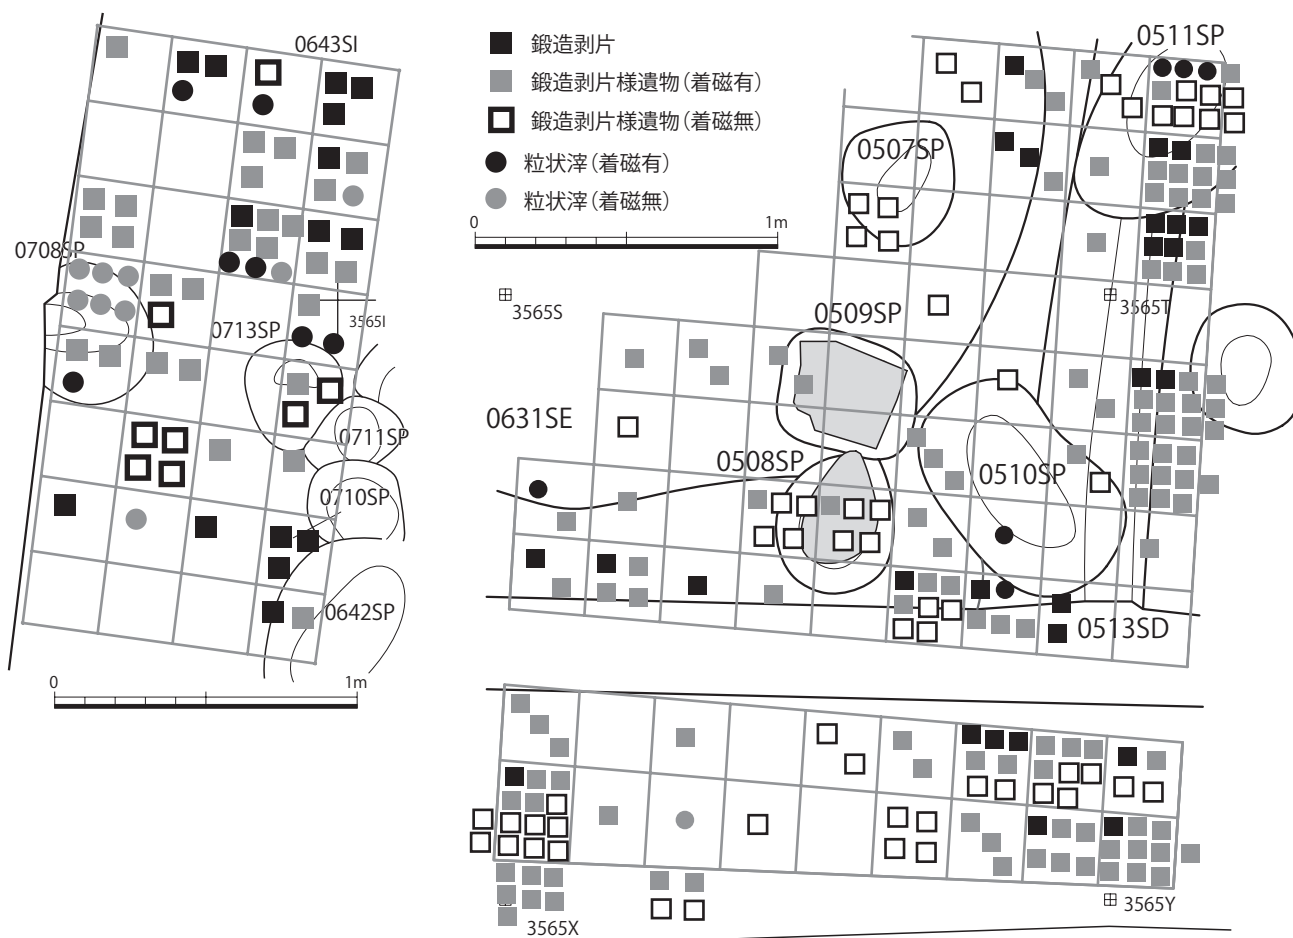 0643SI
0708SP
0713SP
3565I
0711SP
0710SP
0642SP
0 1m
鍛造剥片
鍛造剥片様遺物(着磁有)
鍛造剥片様遺物(着磁無)
粒状滓(着磁有)
粒状滓(着磁無)
0 1m
0511SP
0507SP
3565S
3565T
0509SP
0631SE
0508SP
0510SP
0513SD
3565X
3565Y